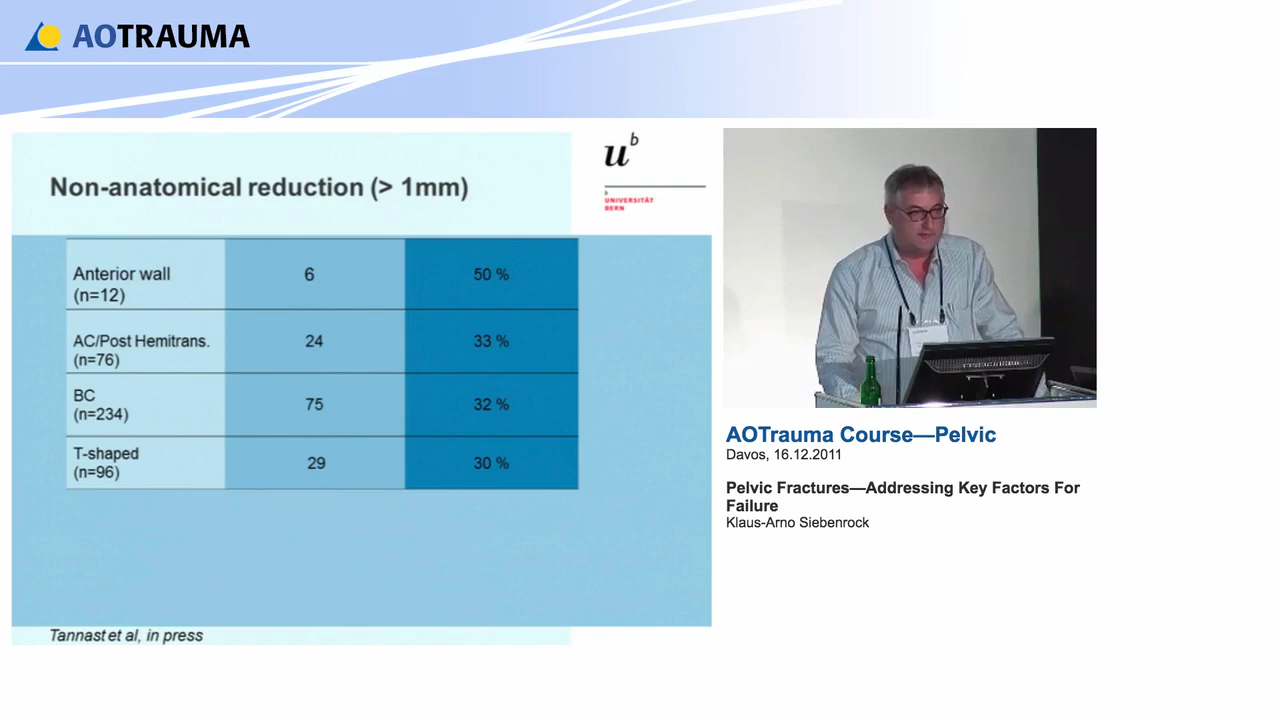 AOTRAUMA
Non-anatomical reduction (> 1mm)
u
b
b
UNIVERSITÄT
BERN
Anterior wall
(n=12)
6
50 %
AC/Post Hemitrans.
(n=76)
24
33 %
BC
(n=234)
75
32 %
T-shaped
(n=96)
29
30 %
Tannast et al, in press
AOTrauma Course—Pelvic
Davos, 16.12.2011
Pelvic Fractures—Addressing Key Factors For
Failure
Klaus-Arno Siebenrock